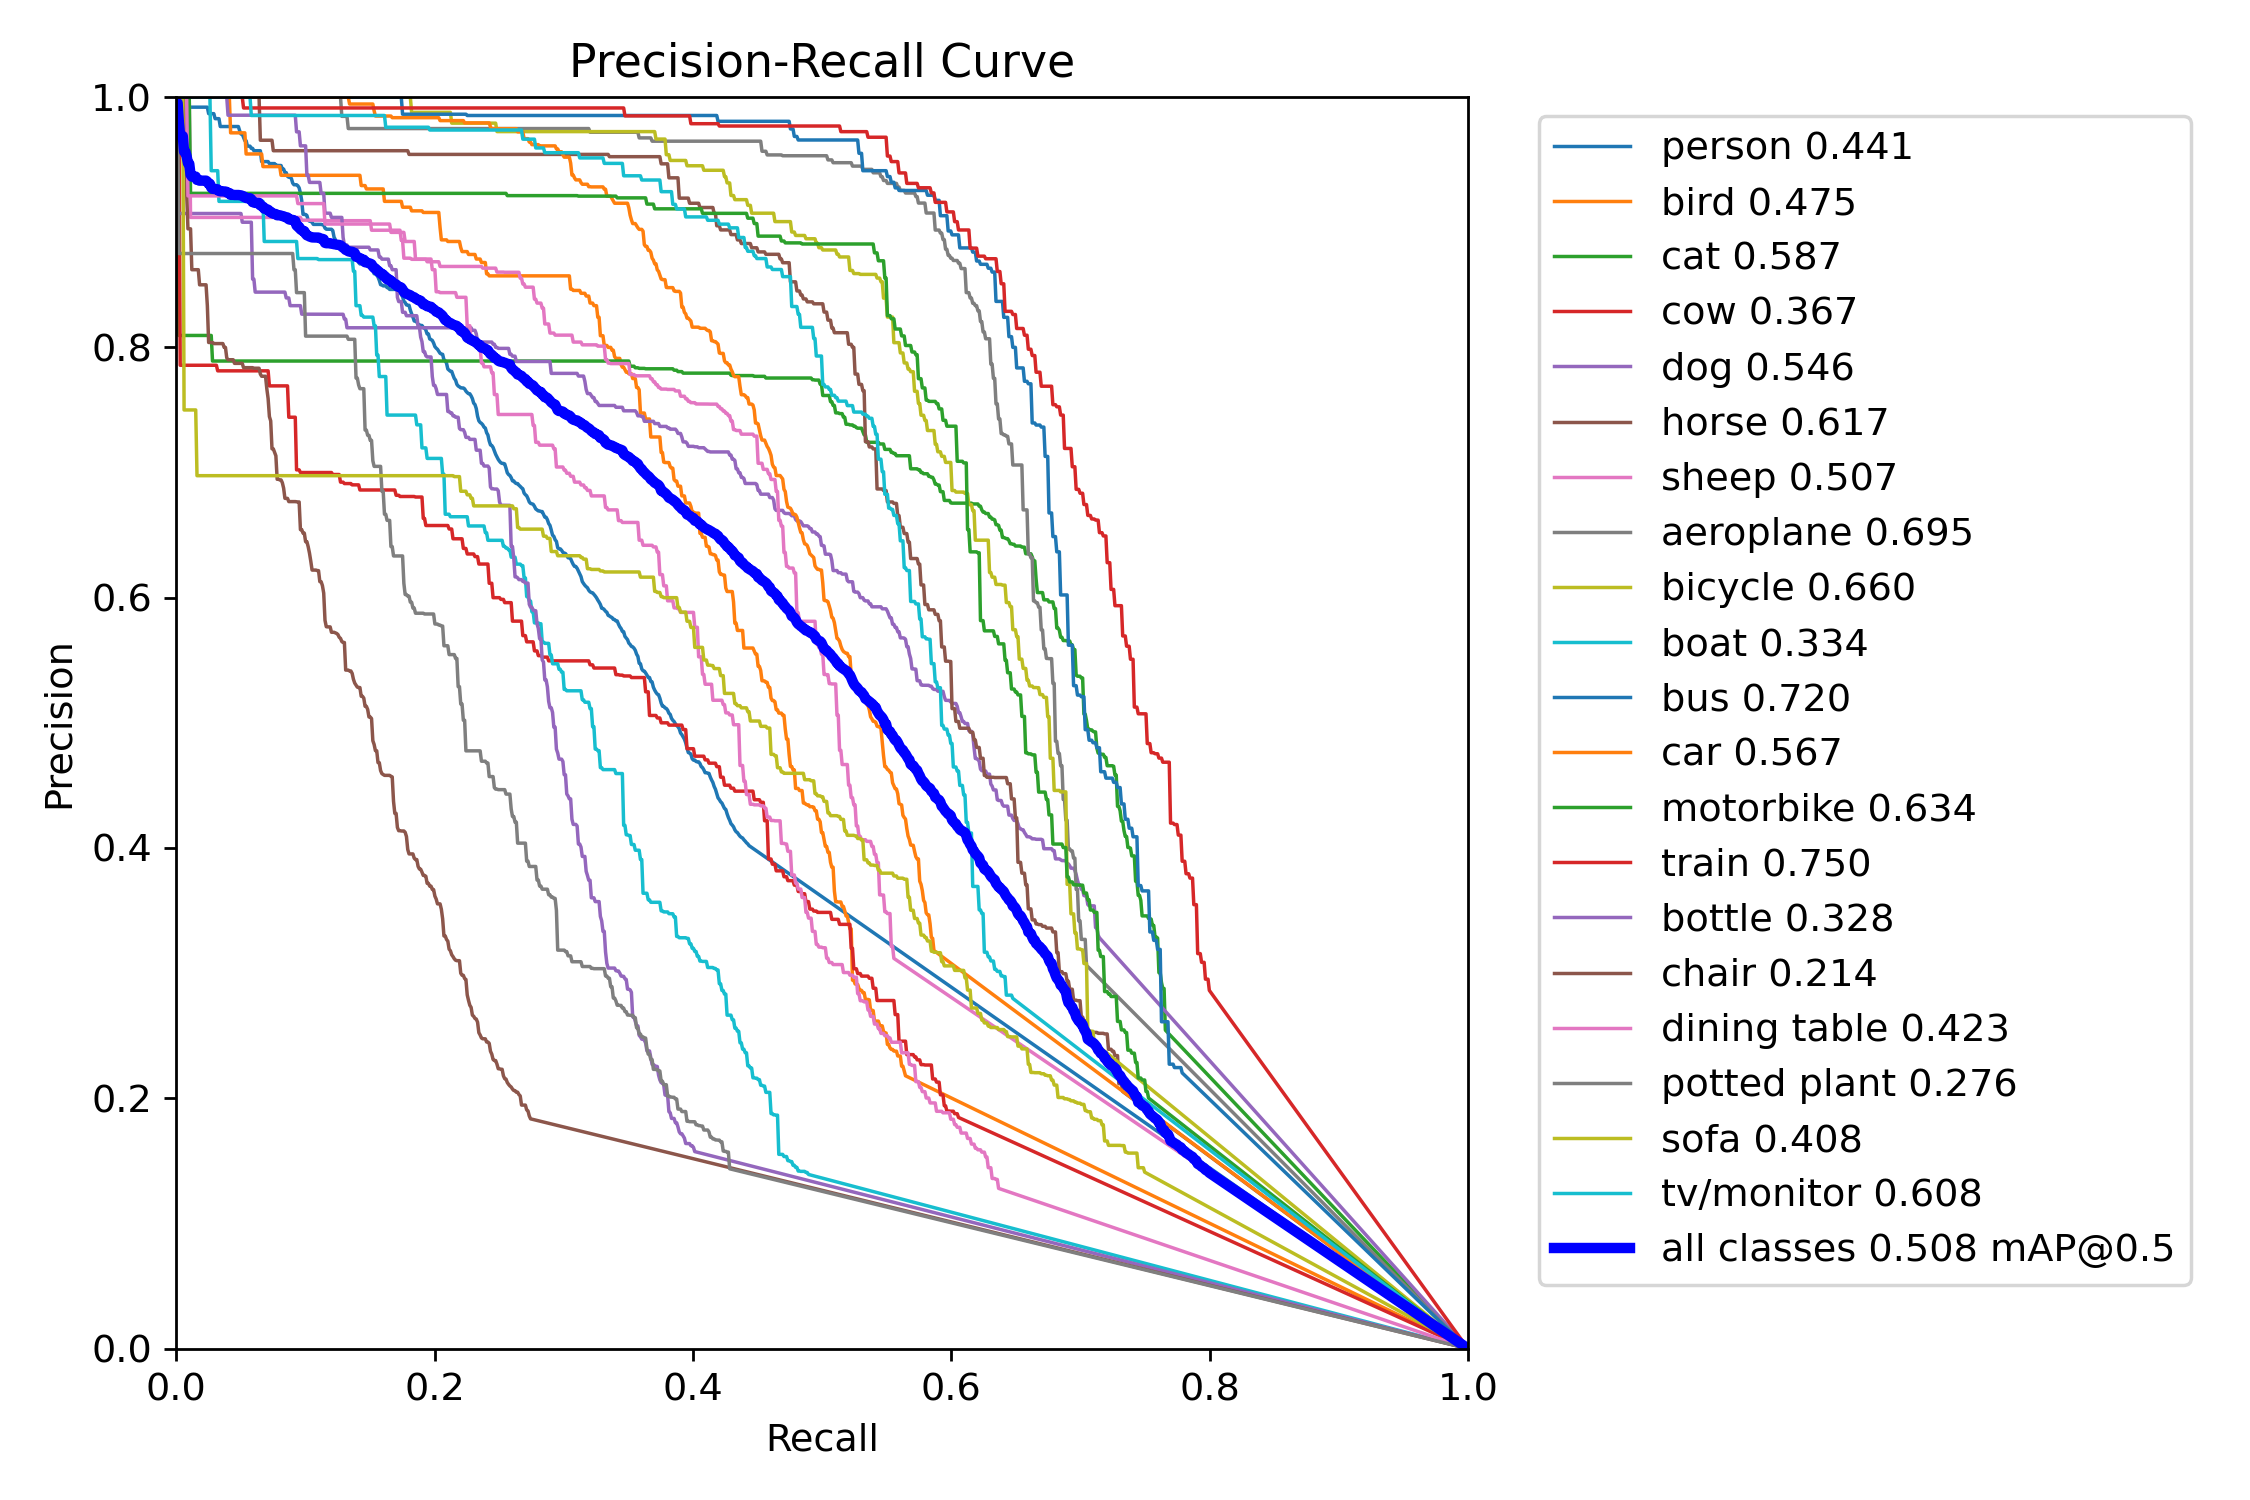 Precision-Recall Curve
1.0
0.8
0.6
0.4
0.2
0.0
Precision
0.0 0.2 0.4 0.6 0.8 1.0
Recall
person 0.441
bird 0.475
cat 0.587
cow 0.367
dog 0.546
horse 0.617
sheep 0.507
aeroplane 0.695
bicycle 0.660
boat 0.334
bus 0.720
car 0.567
motorbike 0.634
train 0.750
bottle 0.328
chair 0.214
dining table 0.423
potted plant 0.276
sofa 0.408
tv/monitor 0.608
all classes 0.508 mAP@0.5